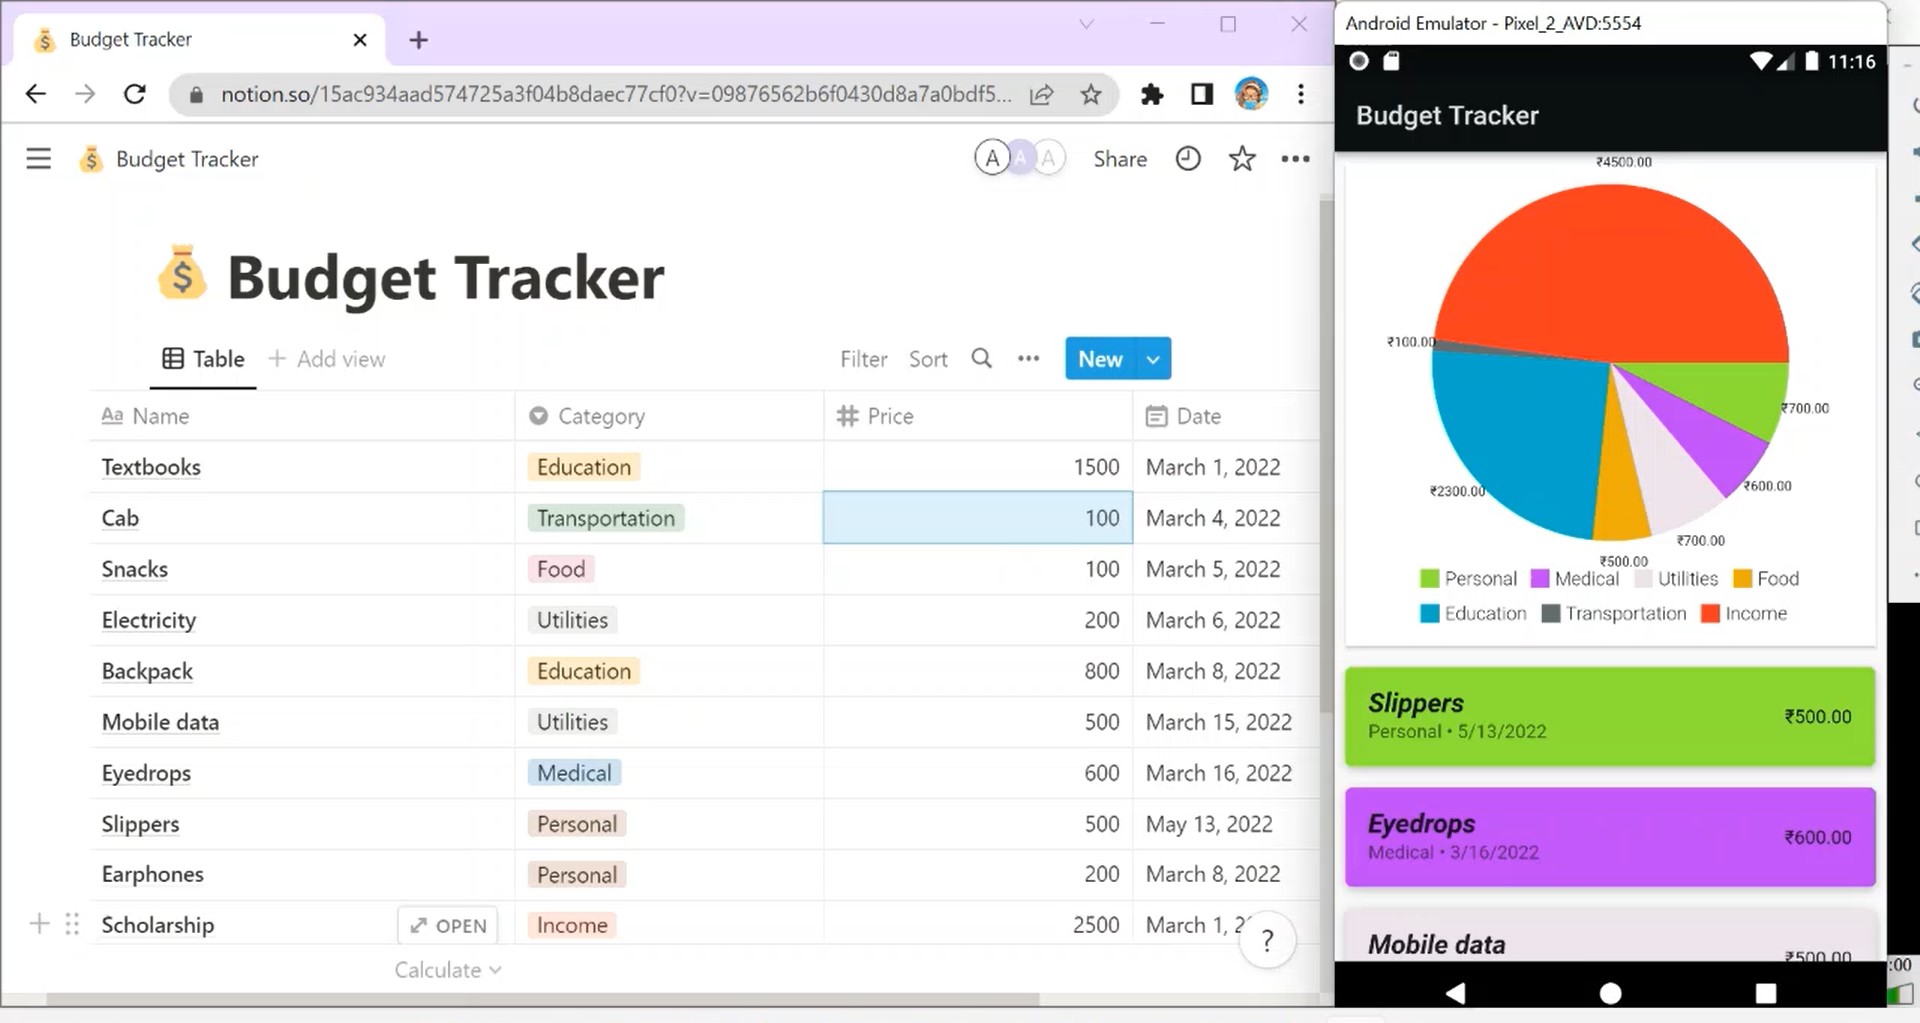 Budget Tracker
notion.so/15ac934aad574725a3f04b8daec77cf0?v=09876562b6f0430d8a7a0bdf5...
Budget Tracker
A A A Share
Budget Tracker
Table + Add view
Filter Sort New
Aa Name Category # Price Date
Textbooks Education 1500 March 1, 2022
Cab Transportation 100 March 4, 2022
Snacks Food 100 March 5, 2022
Electricity Utilities 200 March 6, 2022
Backpack Education 800 March 8, 2022
Mobile data Utilities 500 March 15, 2022
Eyedrops Medical 600 March 16, 2022
Slippers Personal 500 May 13, 2022
Earphones Personal 200 March 8, 2022
Scholarship OPEN Income 2500 March 1, 2
?
Calculate
Android Emulator - Pixel_2_AVD:5554
11:16
Budget Tracker
₹4500.00
₹100.00
₹700.00
₹2300.00
₹600.00
₹700.00
₹500.00
Personal Medical Utilities Food
Education Transportation Income
Slippers
Personal • 5/13/2022
₹500.00
Eyedrops
Medical • 3/16/2022
₹600.00
Mobile data
₹500.00
:00